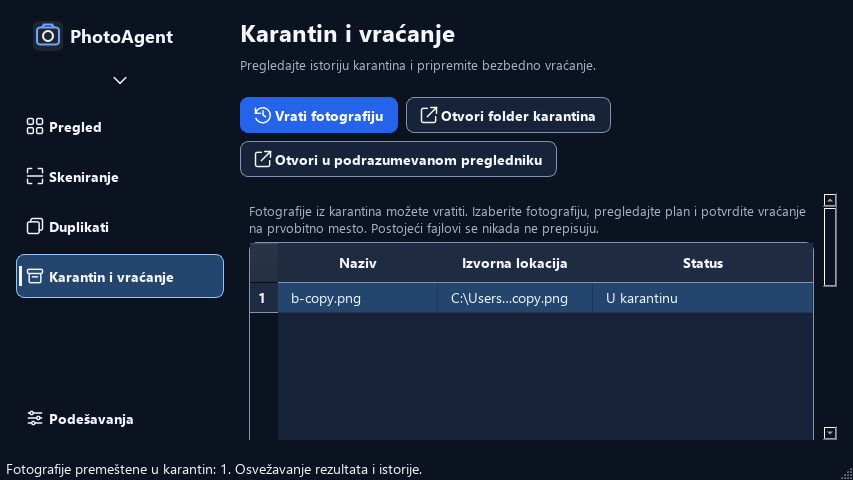 PhotoAgent
Pregled
Skeniranje
Duplikati
Karantin i vraćanje
Podešavanja
Karantin i vraćanje
Pregledajte istoriju karantina i pripremite bezbedno vraćanje.
Vrati fotografiju
Otvori folder karantina
Otvori u podrazumevanom pregledniku
Fotografije iz karantina možete vratiti. Izaberite fotografiju, pregledajte plan i potvrdite vraćanje
na prvobitno mesto. Postojeći fajlovi se nikada ne prepisuju.
Naziv Izvorna lokacija Status
1 b-copy.png C:\Users...copy.png U karantinu
Fotografije premeštene u karantin: 1. Osvežavanje rezultata i istorije.